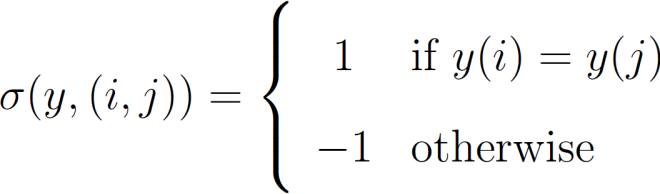 σ(y, (i, j)) = { 1 if y(i) = y(j)
−1 otherwise